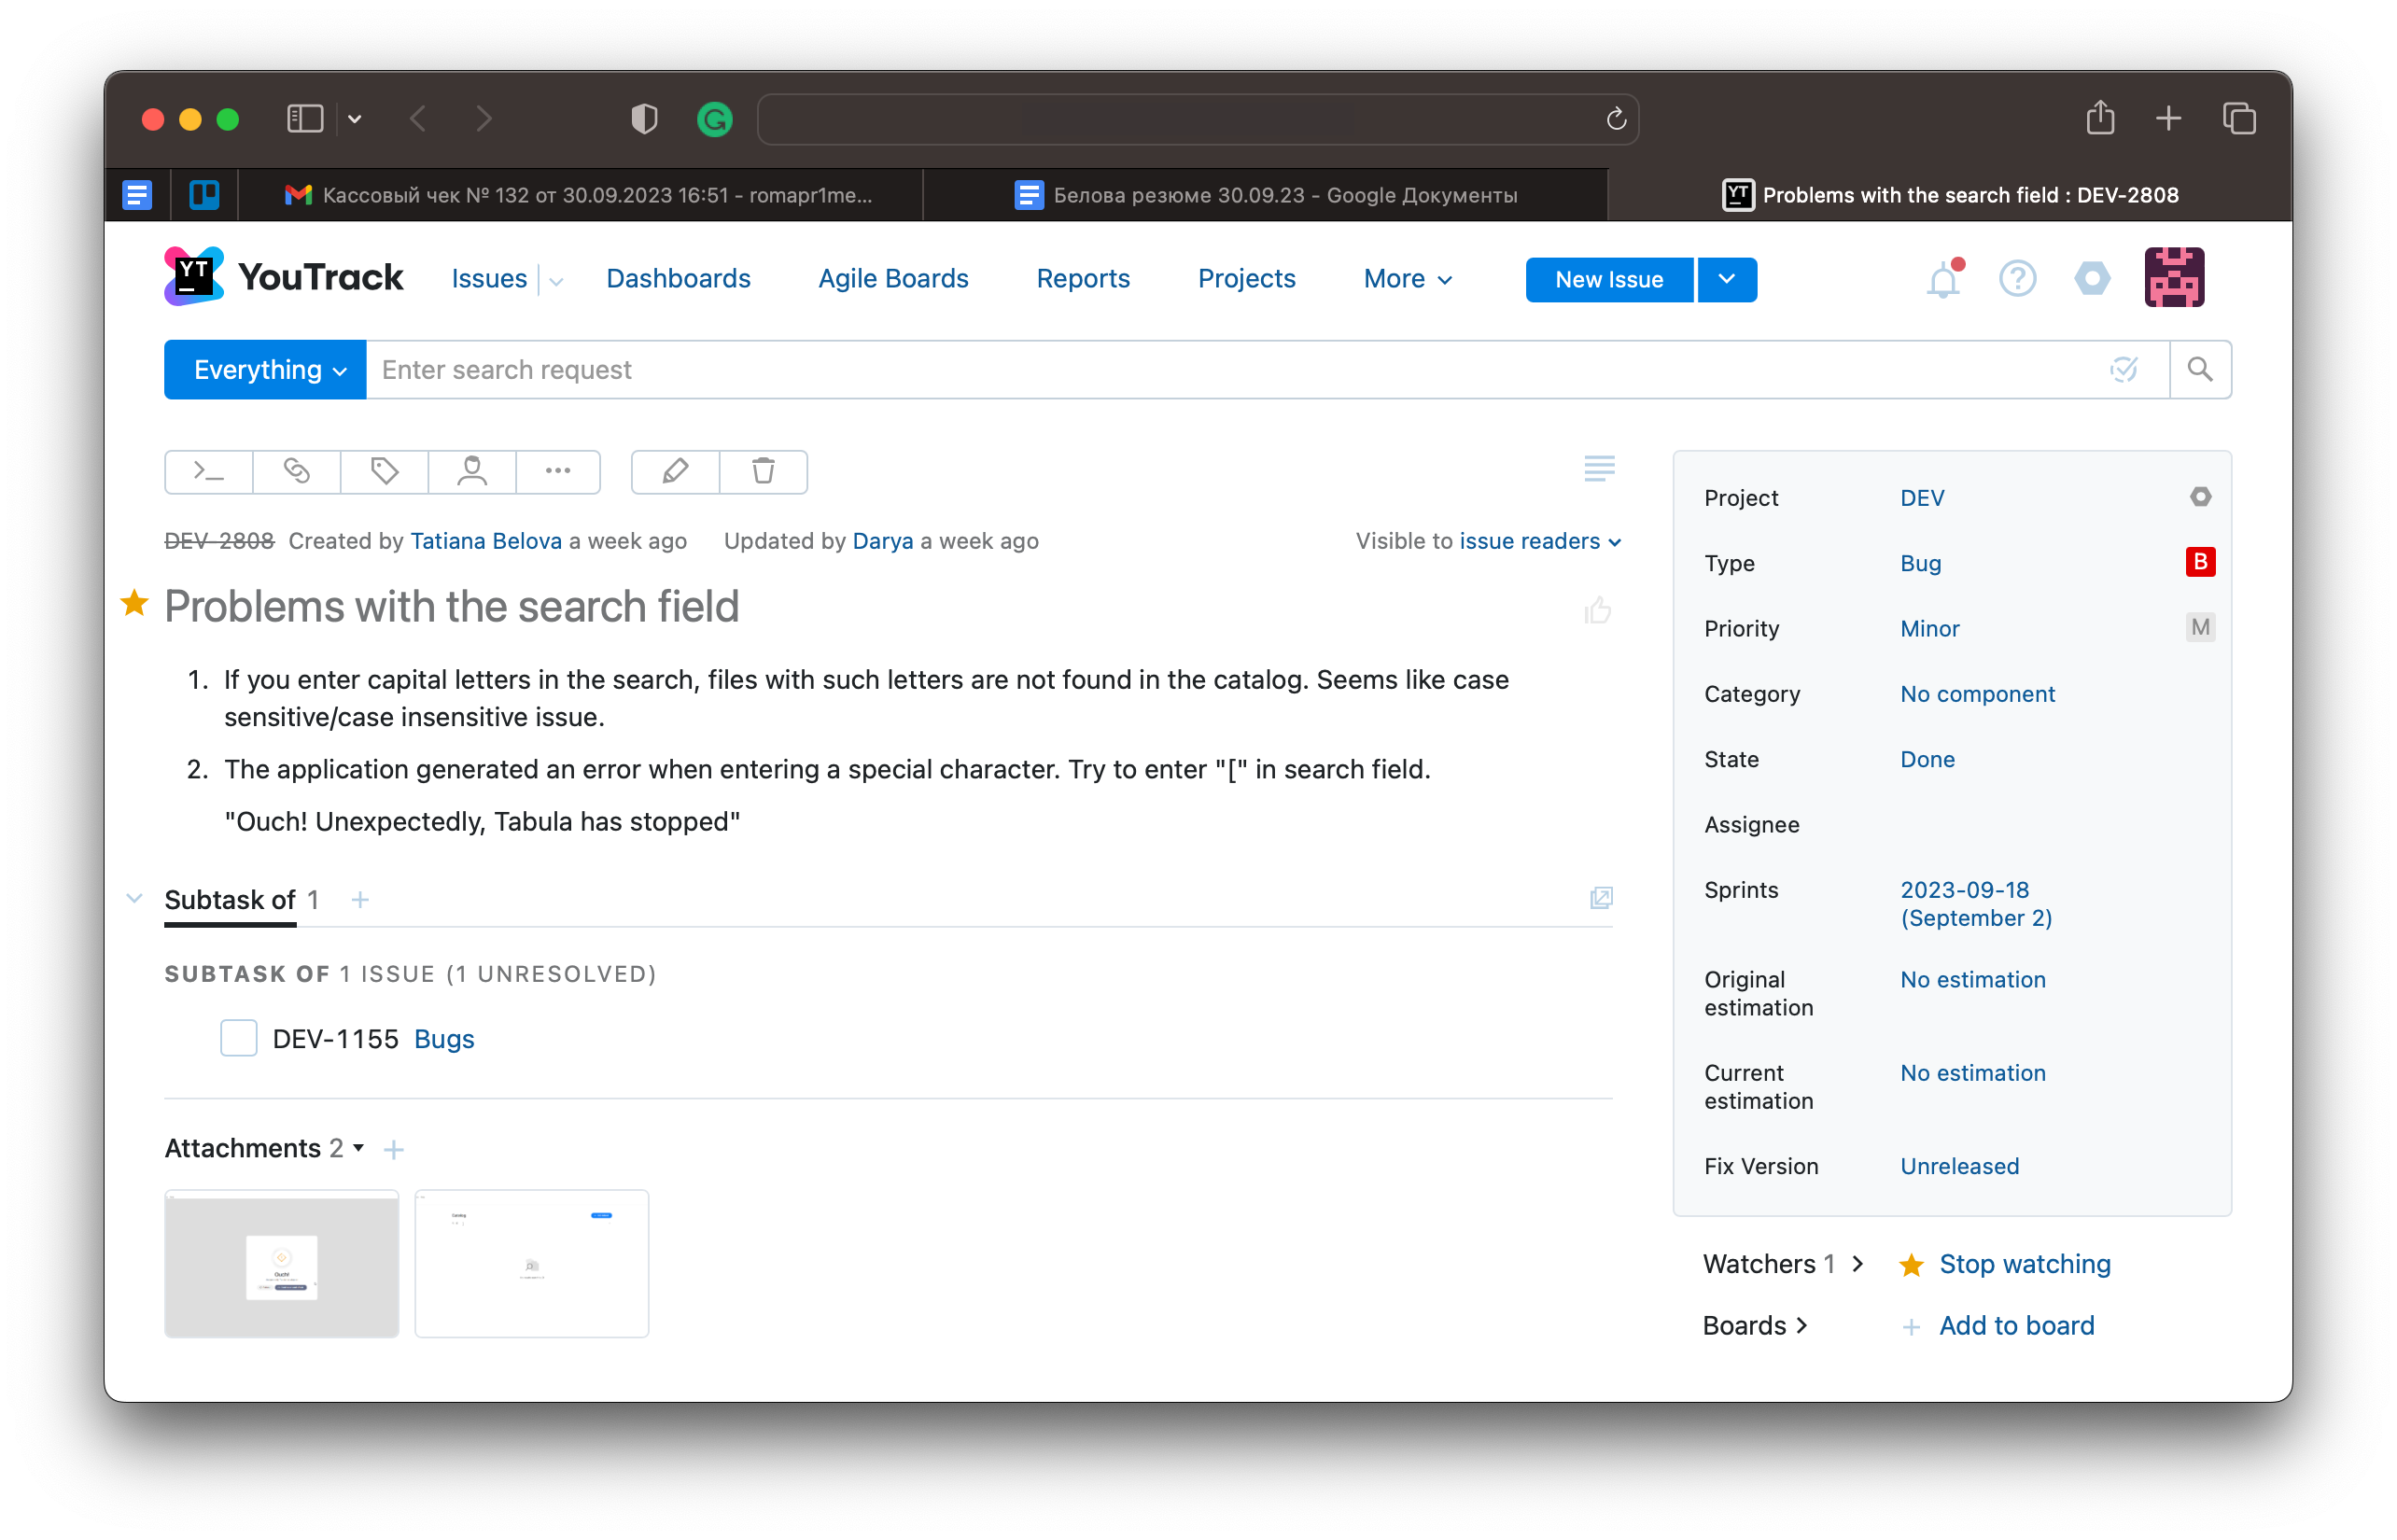 Кассовый чек № 132 от 30.09.2023 16:51 - romapr1me...
Белова резюме 30.09.23 - Google Документы
YT
Problems with the search field : DEV-2808
YT
YouTrack
Issues
Dashboards
Agile Boards
Reports
Projects
More
New Issue
Everything
Enter search request
DEV-2808 Created by Tatiana Belova a week ago
Updated by Darya a week ago
Visible to issue readers
Problems with the search field
1. If you enter capital letters in the search, files with such letters are not found in the catalog. Seems like case
sensitive/case insensitive issue.
2. The application generated an error when entering a special character. Try to enter "[" in search field.
"Ouch! Unexpectedly, Tabula has stopped"
Subtask of 1
SUBTASK OF 1 ISSUE (1 UNRESOLVED)
DEV-1155 Bugs
Attachments 2
Ouch!
Catalog
Project DEV
Type Bug B
Priority Minor M
Category No component
State Done
Assignee
Sprints 2023-09-18
(September 2)
Original No estimation
estimation
Current No estimation
estimation
Fix Version Unreleased
Watchers 1
Stop watching
Boards
Add to board